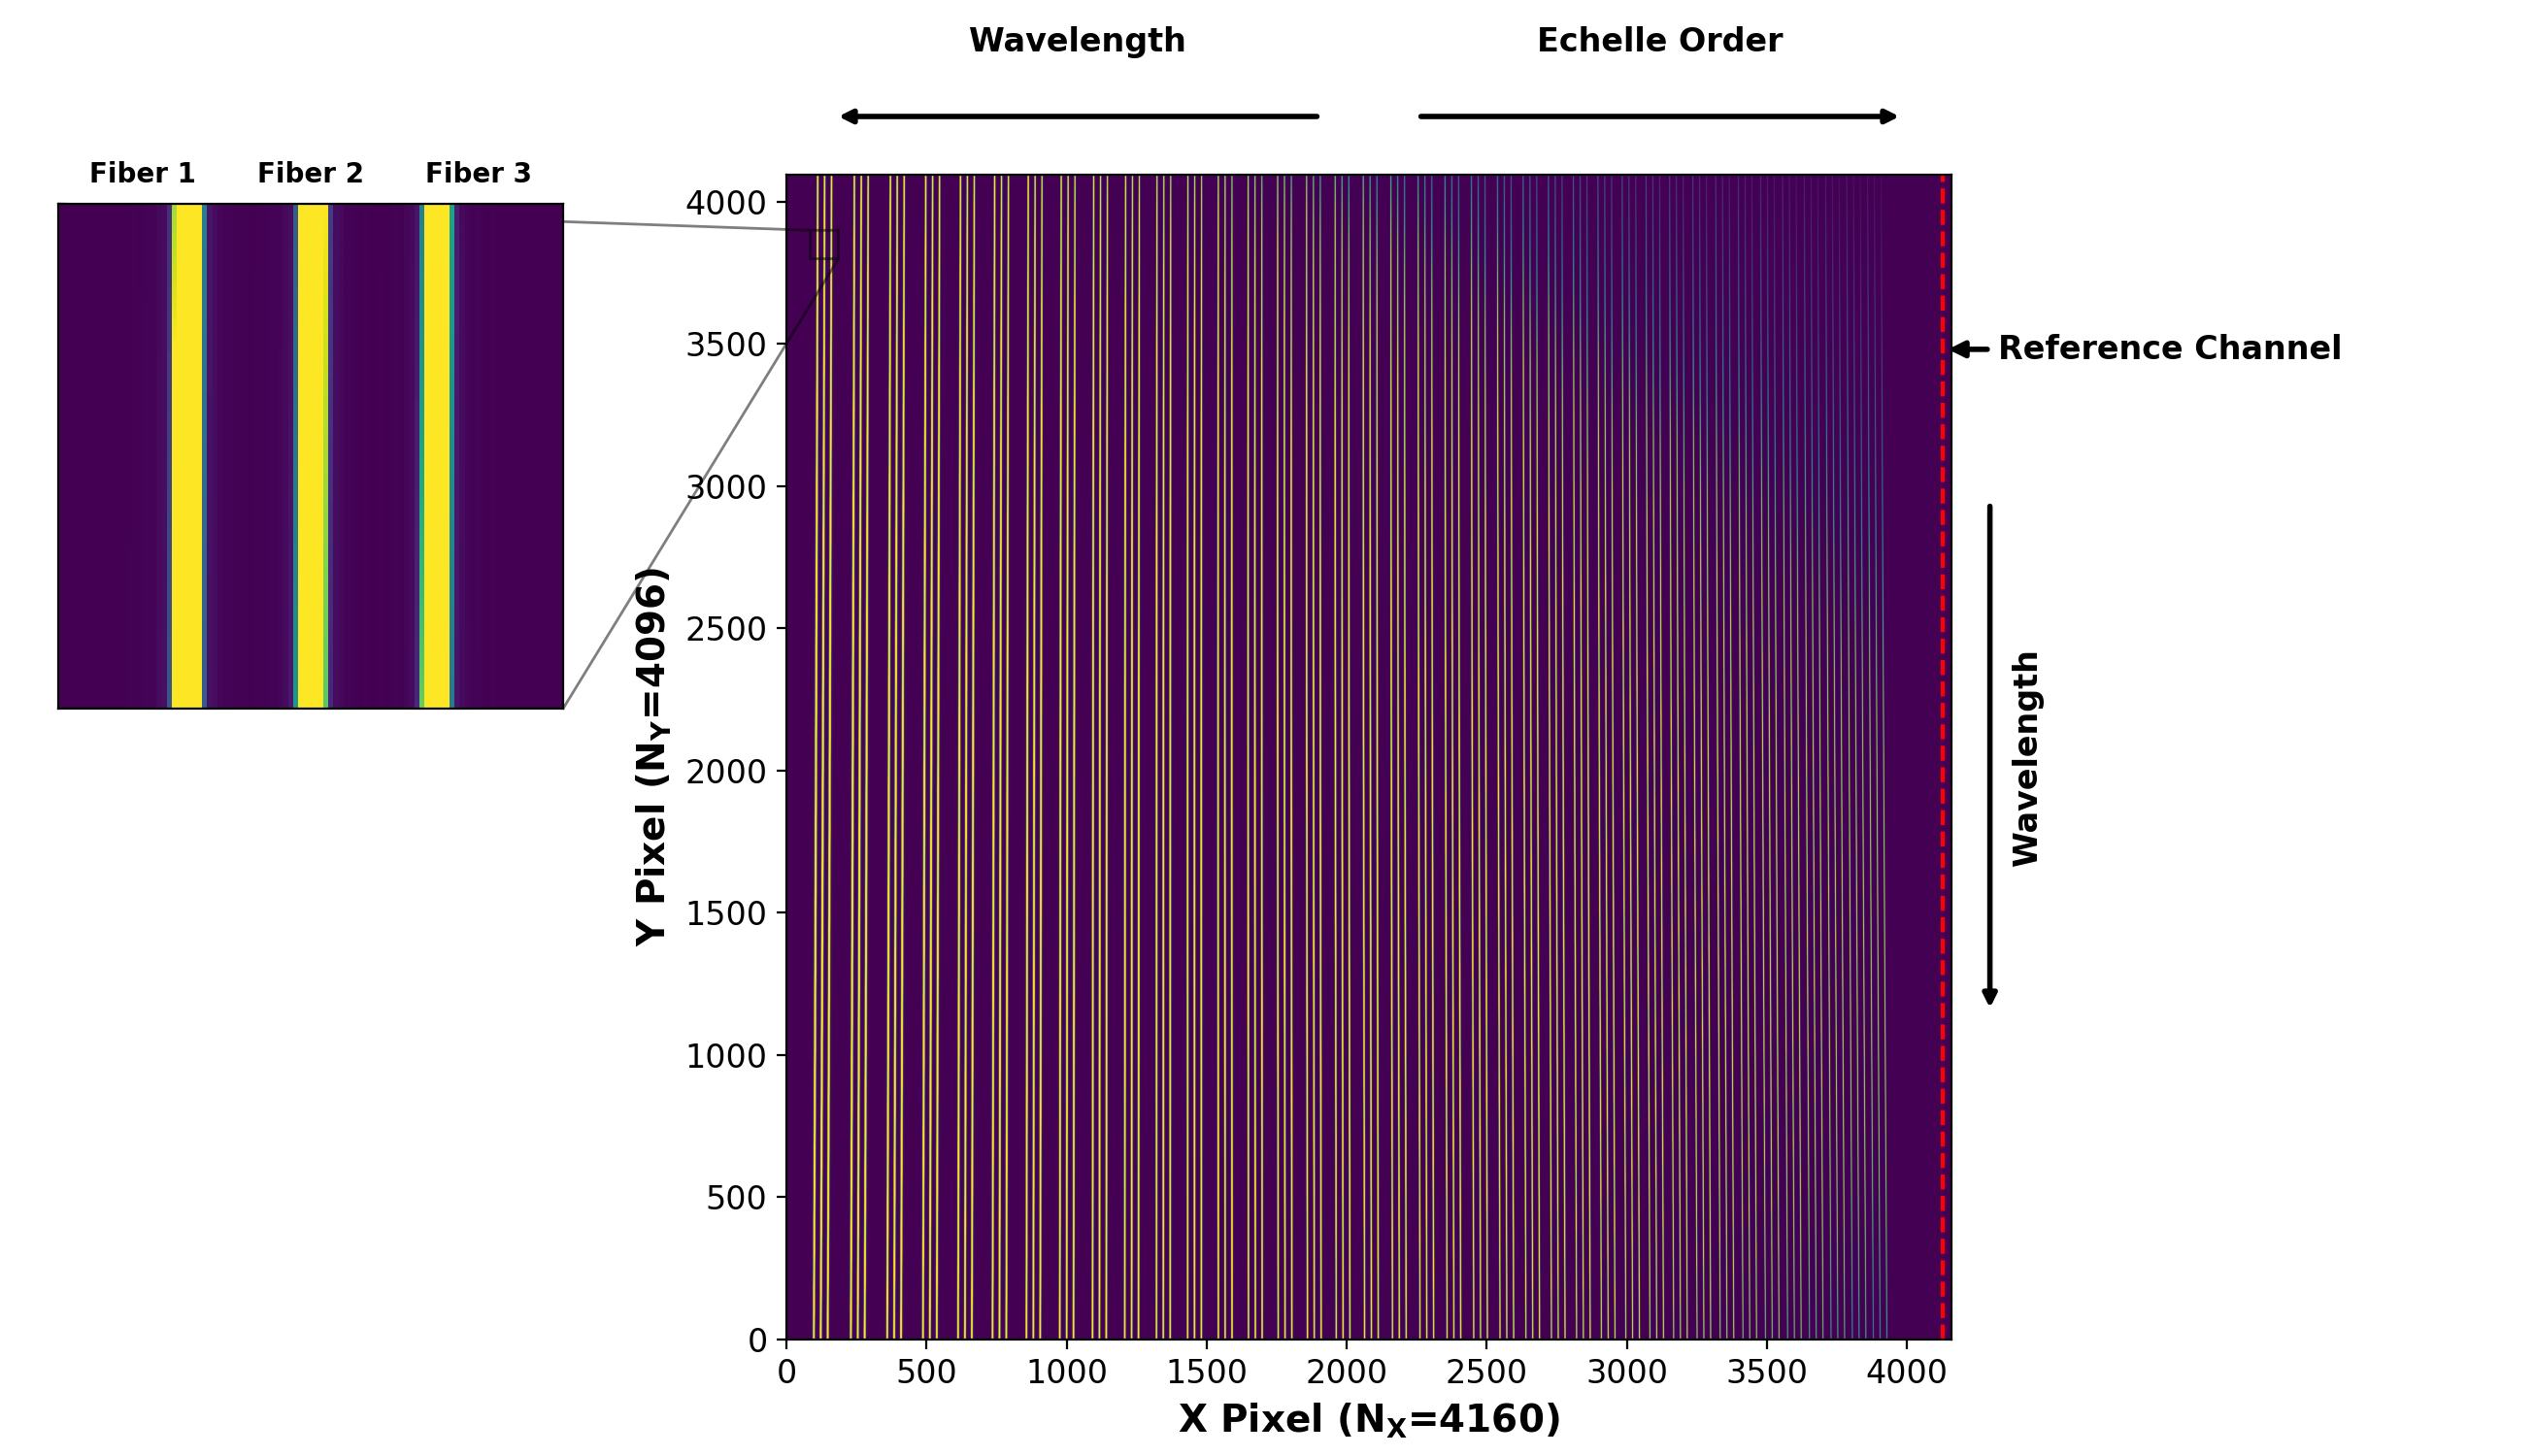 Wavelength
Echelle Order
Fiber 1
Fiber 2
Fiber 3
4000
3500
3000
2500
2000
1500
1000
500
0
Y Pixel (N_Y=4096)
Reference Channel
Wavelength
0
500
1000
1500
2000
2500
3000
3500
4000
X Pixel (N_X=4160)